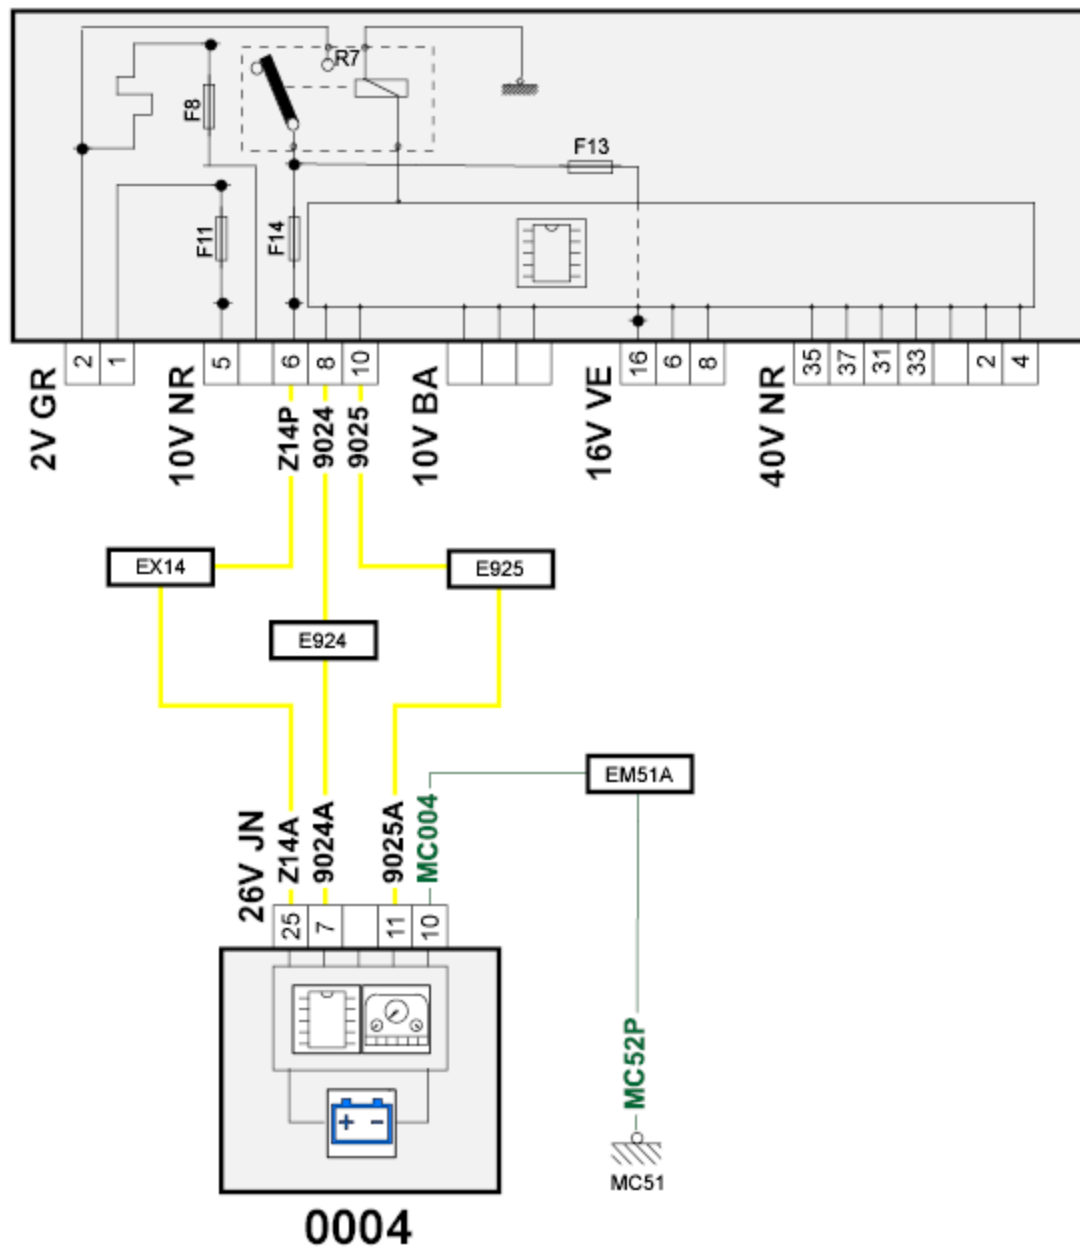 R7
F8
F13
F11
F14
2
1
5
6
8
10
16
6
8
35
37
31
33
2
4
2V GR
10V NR
Z14P
9024
9025
10V BA
16V VE
40V NR
EX14
E925
E924
EM51A
26V JN
Z14A
9024A
9025A
MC004
25
7
11
10
+ -
MC52P
MC51
0004